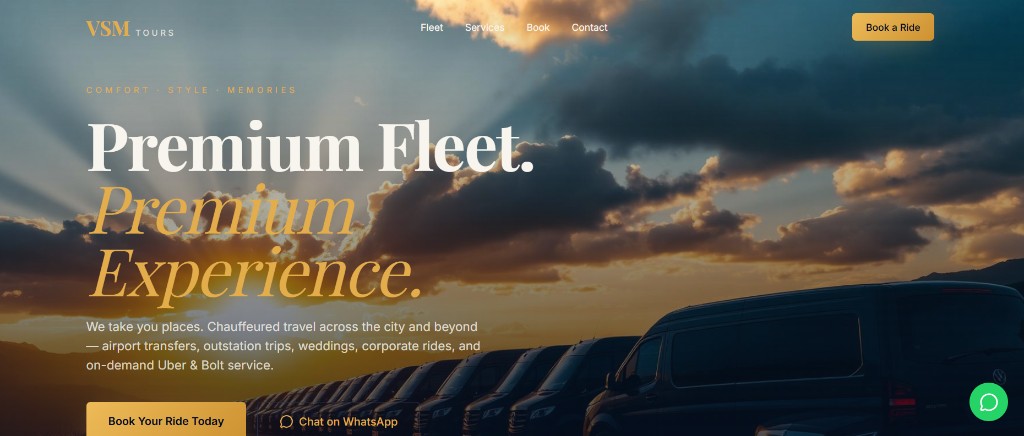 VSM TOURS
Fleet Services Book Contact
Book a Ride
COMFORT · STYLE · MEMORIES
Premium Fleet.
Premium
Experience.
We take you places. Chauffeured travel across the city and beyond
— airport transfers, outstation trips, weddings, corporate rides, and
on-demand Uber & Bolt service.
Book Your Ride Today
Chat on WhatsApp